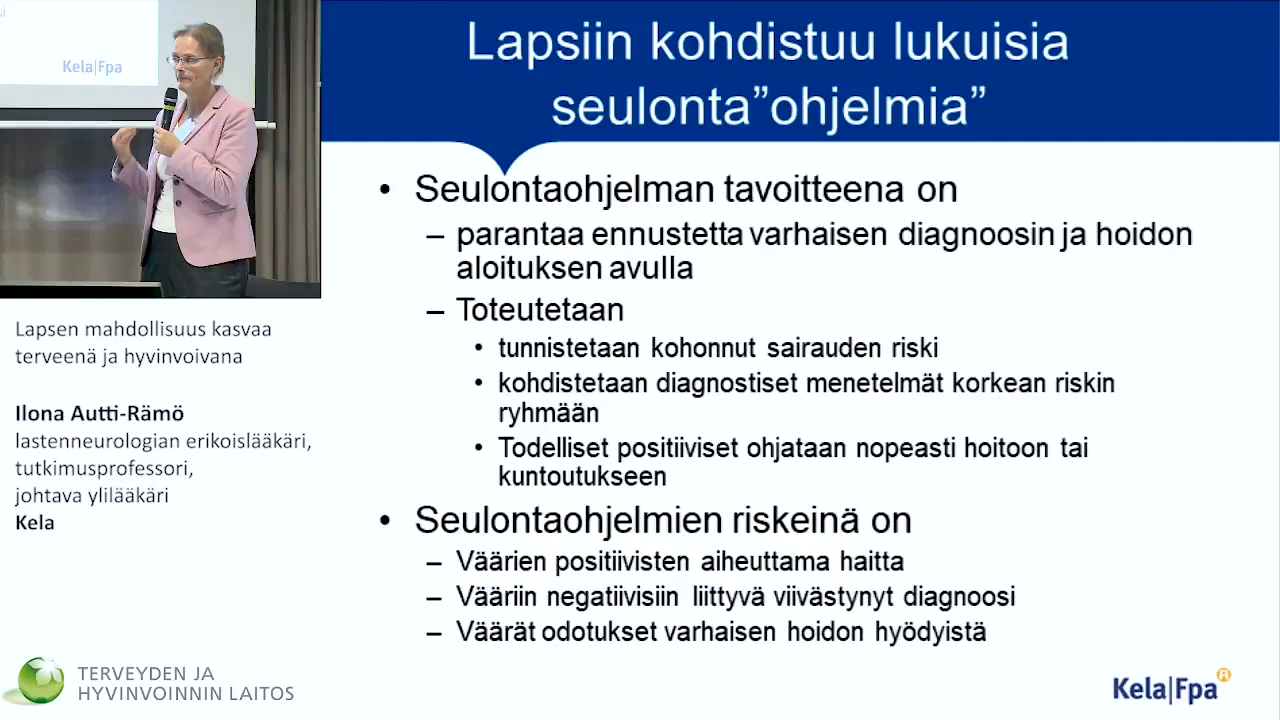 Kela|Fpa
Lapsen mahdollisuus kasvaa
terveenä ja hyvinvoivana
Ilona Autti-Rämö
lastenneurologian erikoislääkäri,
tutkimusprofessori,
johtava ylilääkäri
Kela
TERVEYDEN JA
HYVINVOINNIN LAITOS
Lapsiin kohdistuu lukuisia
seulonta”ohjelmia”
• Seulontaohjelman tavoitteena on
– parantaa ennustetta varhaisen diagnoosin ja hoidon
aloituksen avulla
– Toteutetaan
• tunnistetaan kohonnut sairauden riski
• kohdistetaan diagnostiset menetelmät korkean riskin
ryhmään
• Todelliset positiiviset ohjataan nopeasti hoitoon tai
kuntoutukseen
• Seulontaohjelmien riskeinä on
– Väärien positiivisten aiheuttama haitta
– Vääriin negatiivisiin liittyvä viivästynyt diagnoosi
– Väärät odotukset varhaisen hoidon hyödyistä
Kela|Fpa